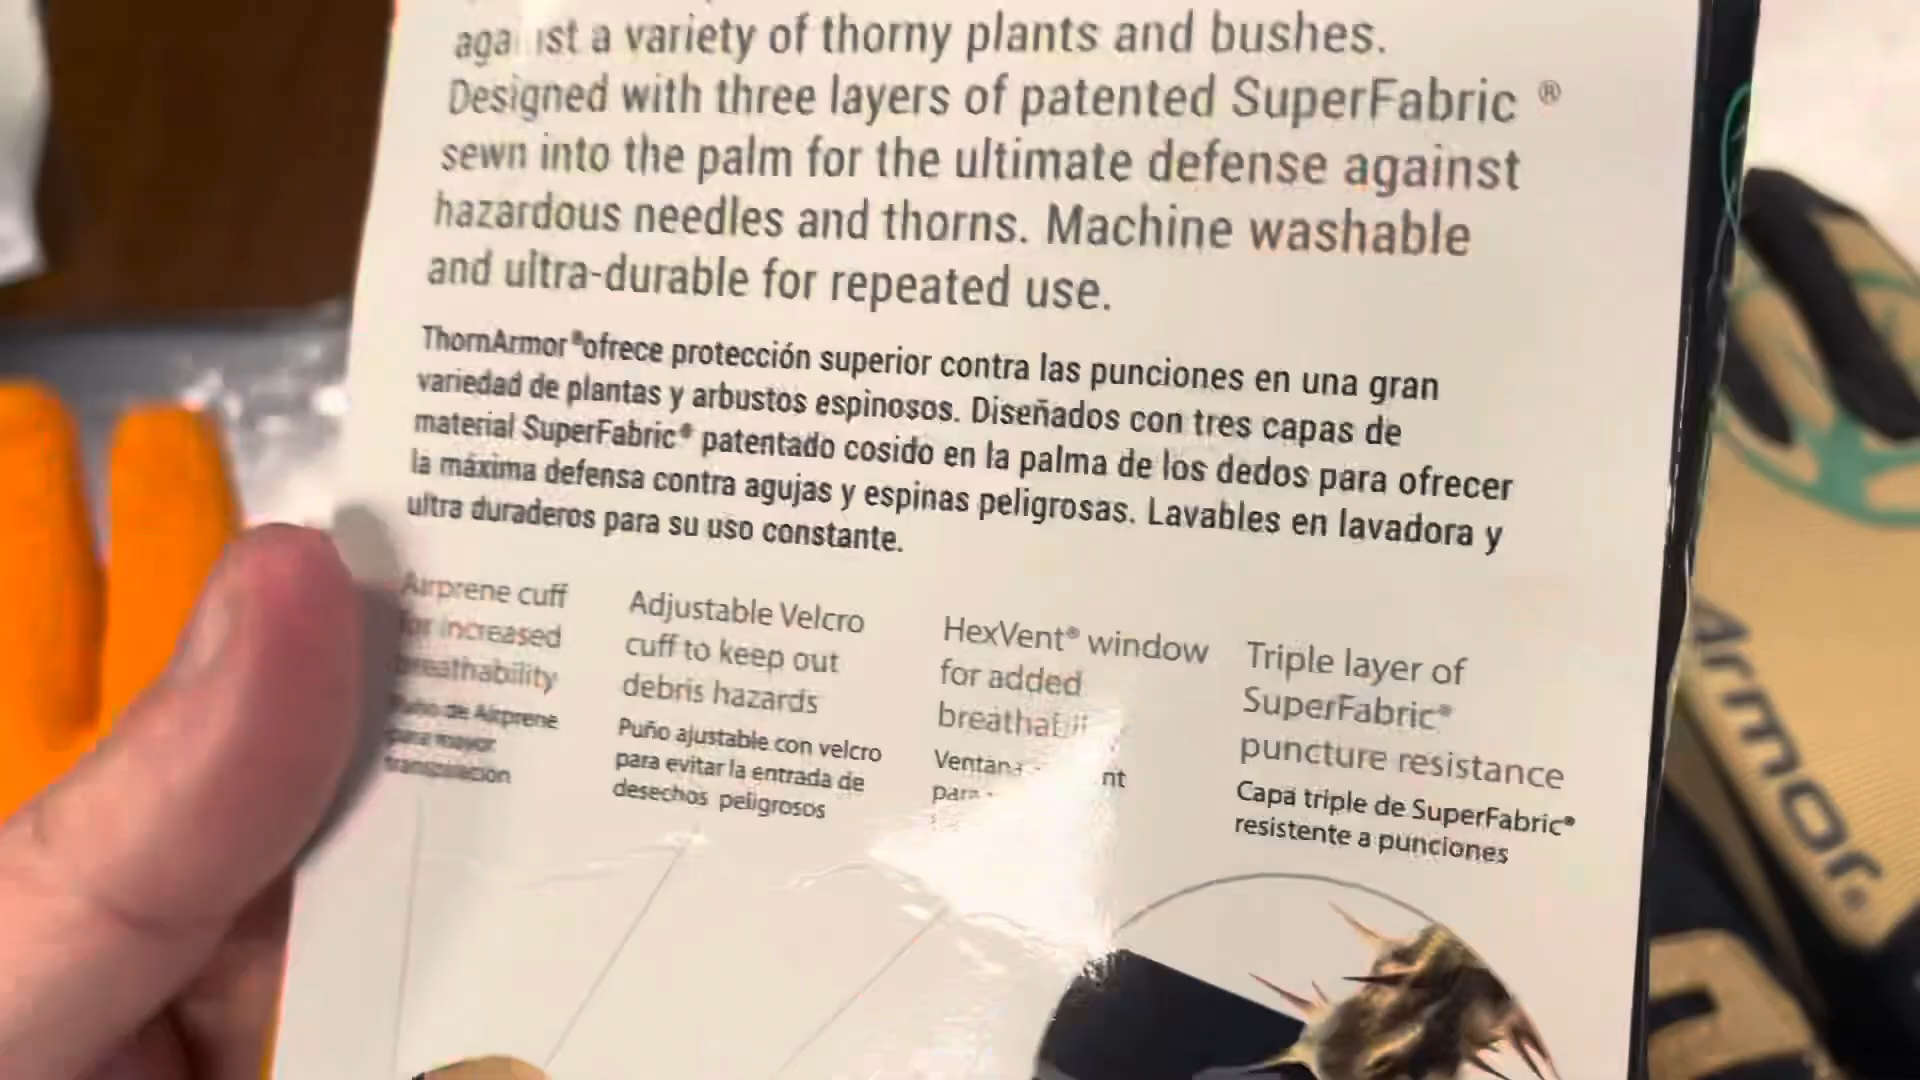 against a variety of thorny plants and bushes.
Designed with three layers of patented SuperFabric ®
sewn into the palm for the ultimate defense against
hazardous needles and thorns. Machine washable
and ultra-durable for repeated use.
ThornArmor®ofrece protección superior contra las punciones en una gran
variedad de plantas y arbustos espinosos. Diseñados con tres capas de
material SuperFabric® patentado cosido en la palma de los dedos para ofrecer
la máxima defensa contra agujas y espinas peligrosas. Lavables en lavadora y
ultra duraderos para su uso constante.
Airprene cuff
for increased
breathability
Puño de Airprene
para mayor
Adjustable Velcro
cuff to keep out
debris hazards
Puño ajustable con velcro
para evitar la entrada de
desechos peligrosos
HexVent® window
for added
Triple layer of
SuperFabric®
puncture resistance
Capa triple de SuperFabric®
resistente a punciones
Armor®